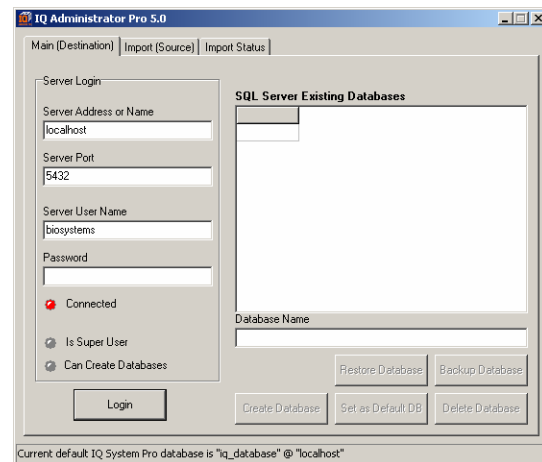 IQ Administrator Pro 5.0
Main (Destination) Import (Source) Import Status
Server Login
SQL Server Existing Databases
Server Address or Name
localhost
Server Port
5432
Server User Name
biosystems
Password
Connected
Database Name
Is Super User
Can Create Databases
Restore Database Backup Database
Login
Create Database Set as Default DB Delete Database
Current default IQ System Pro database is "iq_database" @ "localhost"